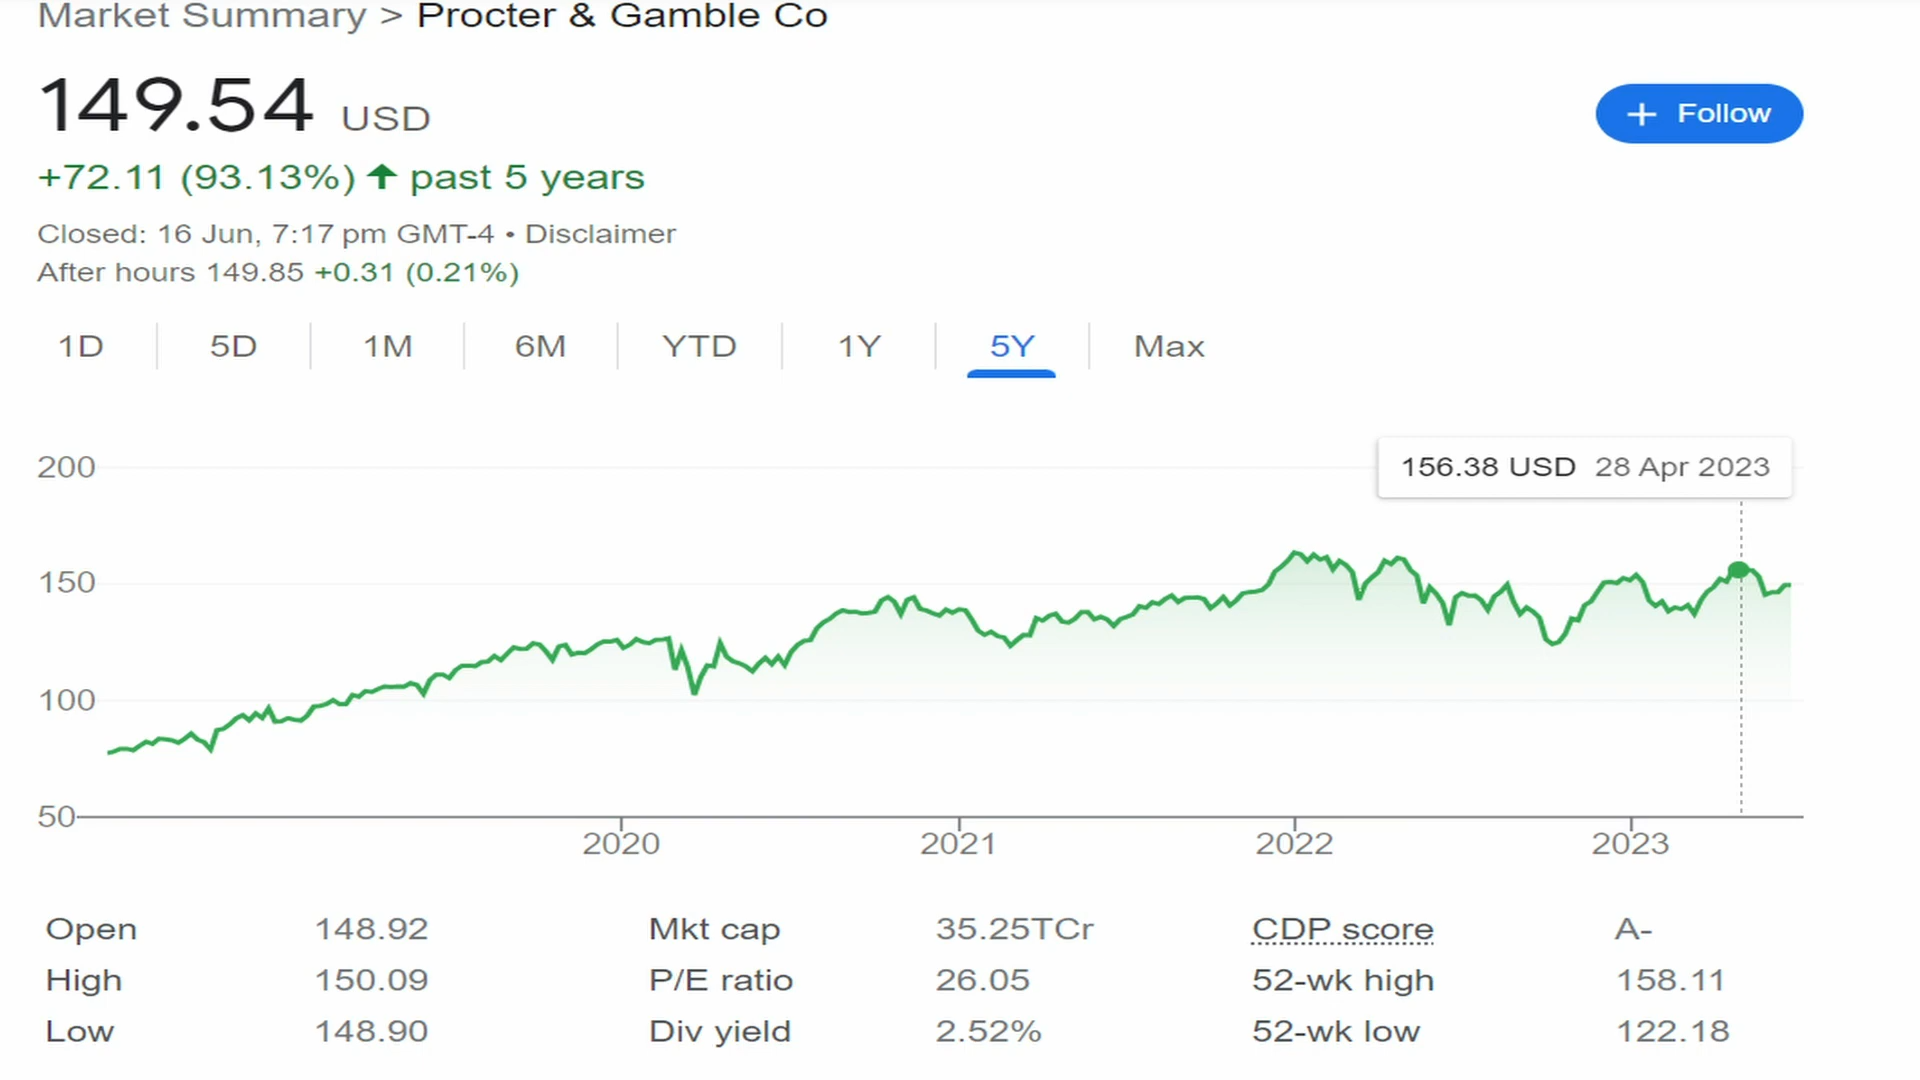 Market Summary > Procter & Gamble Co
149.54 USD
+ Follow
+72.11 (93.13%) ↑ past 5 years
Closed: 16 Jun, 7:17 pm GMT-4 • Disclaimer
After hours 149.85 +0.31 (0.21%)
1D 5D 1M 6M YTD 1Y 5Y Max
200
156.38 USD 28 Apr 2023
150
100
50
2020 2021 2022 2023
Open 148.92 Mkt cap 35.25TCr CDP score A-
High 150.09 P/E ratio 26.05 52-wk high 158.11
Low 148.90 Div yield 2.52% 52-wk low 122.18